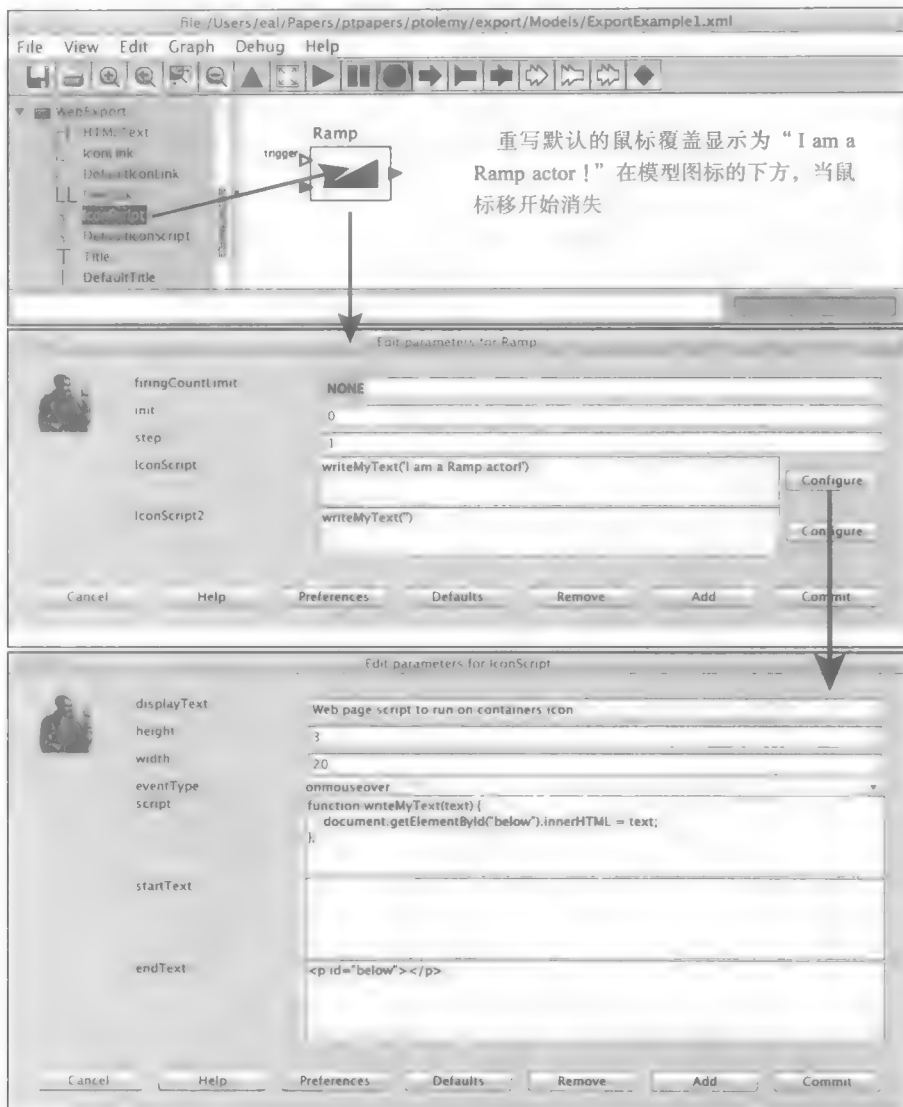 file /Users/eal/Papers/ptpapers/ptolemy/export/Models/ExportExample1.xml
File View Edit Graph Debug Help
WebExport
HTMLText
IconLink
DefaultIconLink
IconScript
DefaultIconScript
Title
DefaultTitle
Ramp
trigger
重写默认的鼠标覆盖显示为“I am a
Ramp actor!”在模型图标的下方,当鼠
标移开始消失
Edit parameters for Ramp
firingCountLimit NONE
init 0
step 1
IconScript writeMyText('I am a Ramp actor!') Configure
IconScript2 writeMyText('') Configure
Cancel Help Preferences Defaults Remove Add Commit
Edit parameters for IconScript
displayText Web page script to run on containers icon
height 3
width 20
eventType onmouseover
script function writeMyText(text) {
document.getElementById("below").innerHTML = text;
};
startText
endText <p id="below"></p>
Cancel Help Preferences Defaults Remove Add Commit